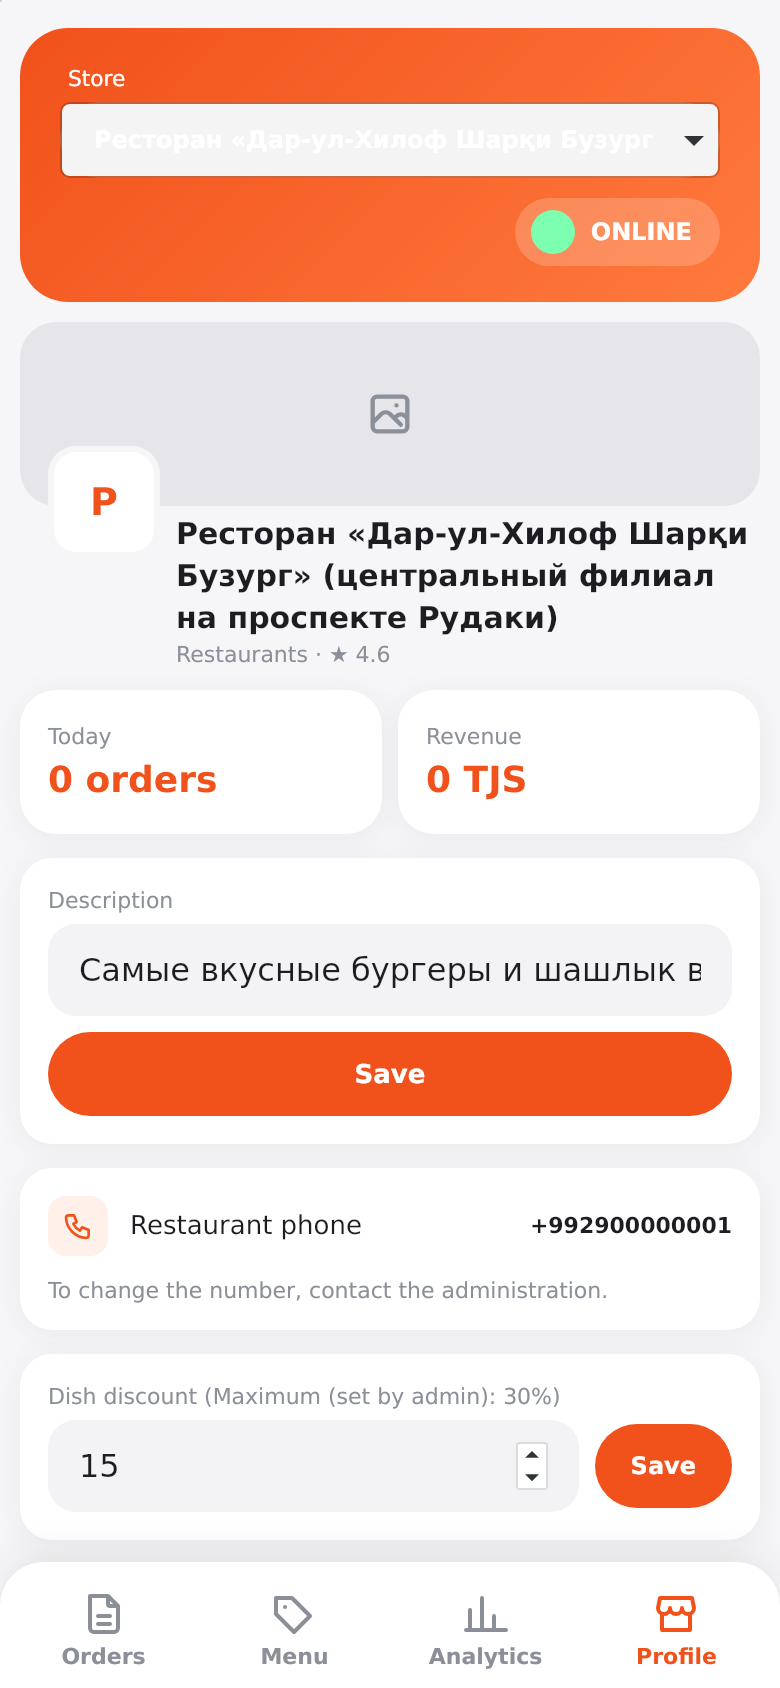 Store
Ресторан «Дар-ул-Хилоф Шарқи Бузург
ONLINE
Р
Ресторан «Дар-ул-Хилоф Шарқи
Бузург» (центральный филиал
на проспекте Рудаки)
Restaurants · ★ 4.6
Today
0 orders
Revenue
0 TJS
Description
Самые вкусные бургеры и шашлык в
Save
Restaurant phone
+992900000001
To change the number, contact the administration.
Dish discount (Maximum (set by admin): 30%)
15
Save
Orders
Menu
Analytics
Profile